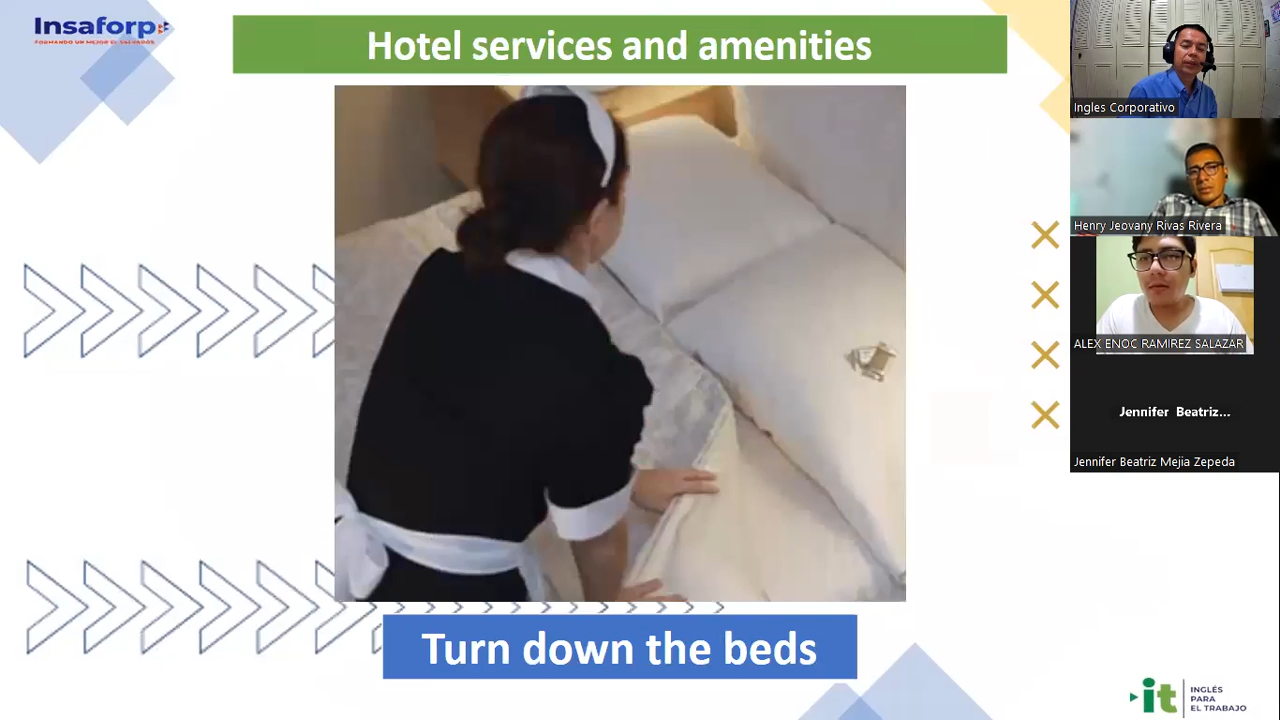 Insaforp
FORMANDO UN MEJOR EL SALVADOR
Hotel services and amenities
Turn down the beds
Ingles Corporativo
Henry Jeovany Rivas Rivera
ALEX ENOC RAMIREZ SALAZAR
Jennifer Beatriz...
Jennifer Beatriz Mejia Zepeda
it
INGLÉS
PARA
EL TRABAJO